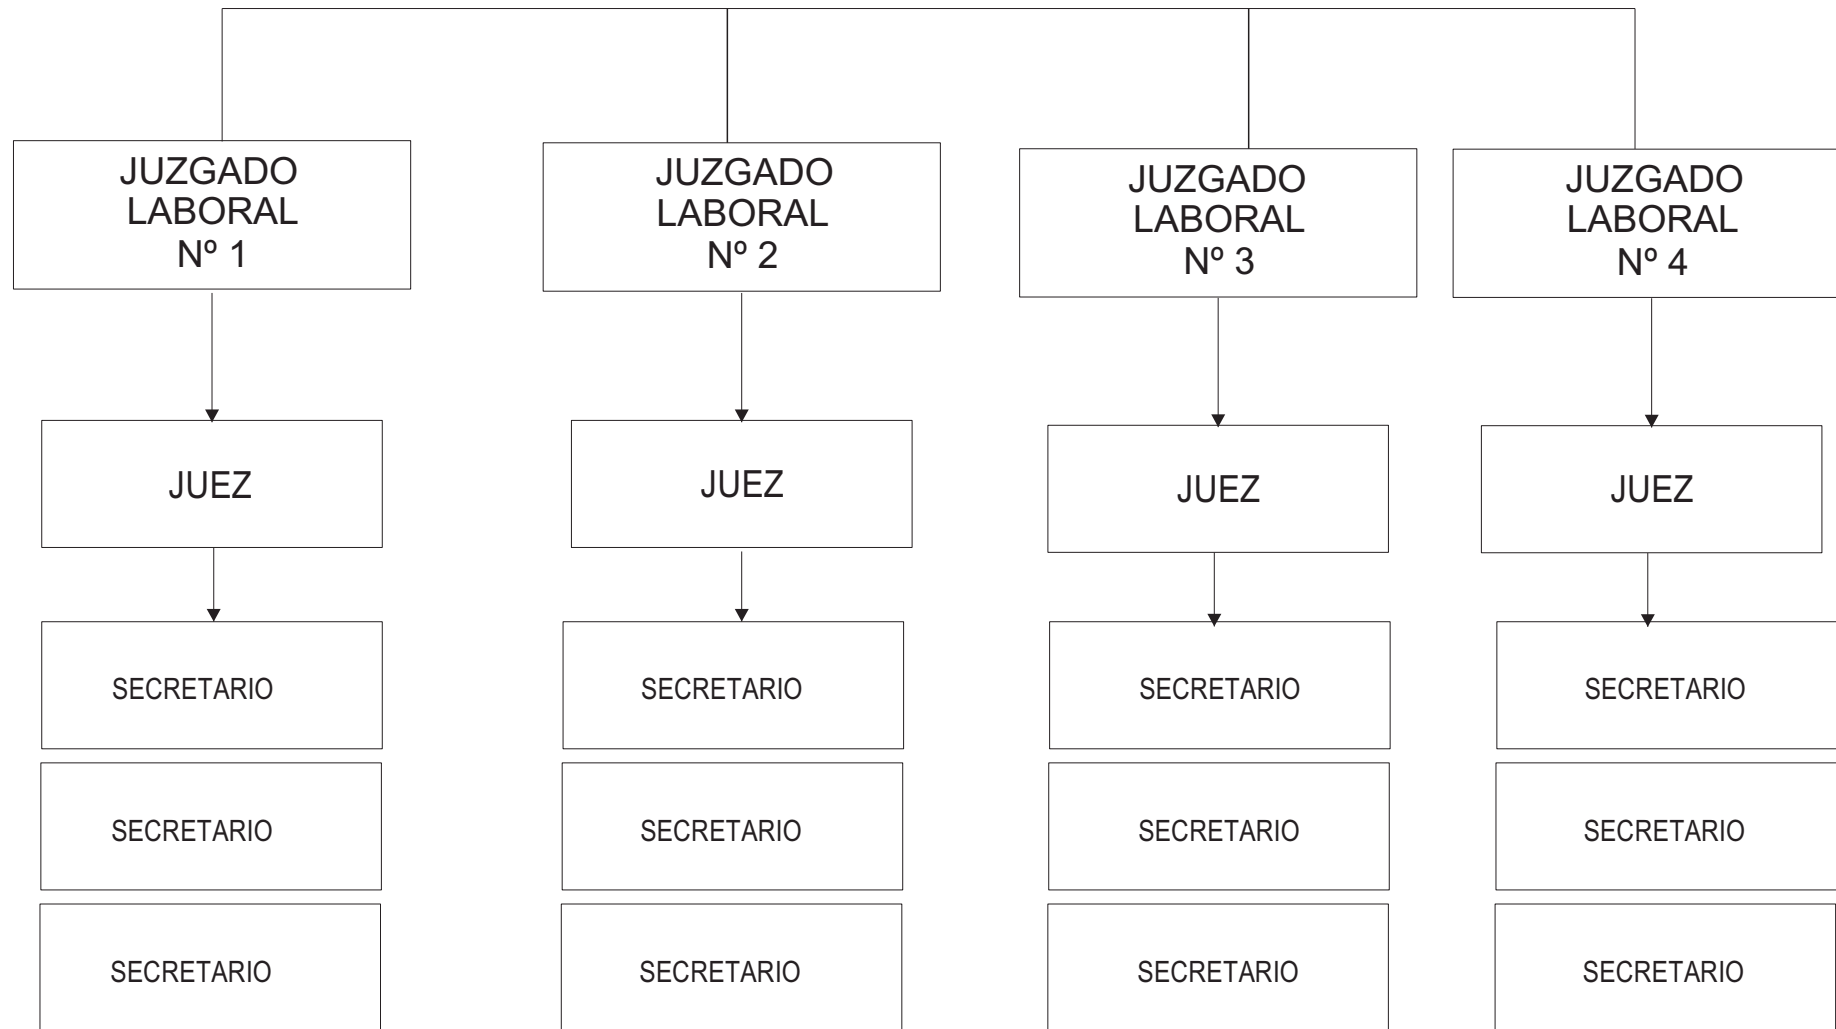 JUZGADO
LABORAL
Nº 1
JUZGADO
LABORAL
Nº 2
JUZGADO
LABORAL
Nº 3
JUZGADO
LABORAL
Nº 4
JUEZ
JUEZ
JUEZ
JUEZ
SECRETARIO
SECRETARIO
SECRETARIO
SECRETARIO
SECRETARIO
SECRETARIO
SECRETARIO
SECRETARIO
SECRETARIO
SECRETARIO
SECRETARIO
SECRETARIO